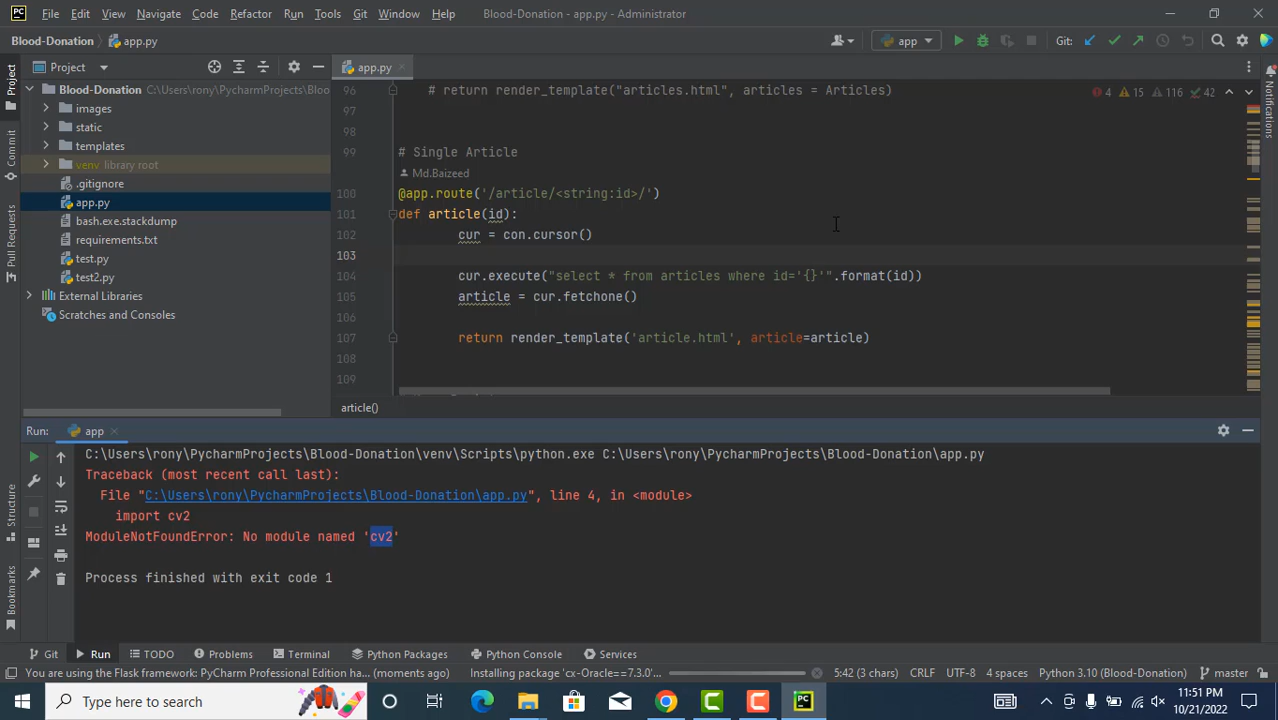 PC File Edit View Navigate Code Refactor Run Tools Git Window Help Blood-Donation - app.py - Administrator
Blood-Donation app.py app Git:
Project app.py
Blood-Donation C:\Users\rony\PycharmProjects\Bloo
images
static
templates
venv library root
.gitignore
app.py
bash.exe.stackdump
requirements.txt
test.py
test2.py
External Libraries
Scratches and Consoles
Project
Commit
Pull Requests
Structure
Bookmarks
Notifications
4 15 116 42
96 # return render_template("articles.html", articles = Articles)
97
98
99 # Single Article
Md.Baizeed
100 @app.route('/article/<string:id>/')
101 def article(id):
102 cur = con.cursor()
103
104 cur.execute("select * from articles where id='{}'".format(id))
105 article = cur.fetchone()
106
107 return render_template('article.html', article=article)
108
109
article()
Run: app
C:\Users\rony\PycharmProjects\Blood-Donation\venv\Scripts\python.exe C:\Users\rony\PycharmProjects\Blood-Donation\app.py
Traceback (most recent call last):
File "C:\Users\rony\PycharmProjects\Blood-Donation\app.py", line 4, in <module>
import cv2
ModuleNotFoundError: No module named 'cv2'
Process finished with exit code 1
Git Run TODO Problems Terminal Python Packages Python Console Services
You are using the Flask framework: PyCharm Professional Edition ha... (moments ago) Installing package 'cx-Oracle==7.3.0'... 5:42 (3 chars) CRLF UTF-8 4 spaces Python 3.10 (Blood-Donation) master
Type here to search
11:51 PM
10/21/2022